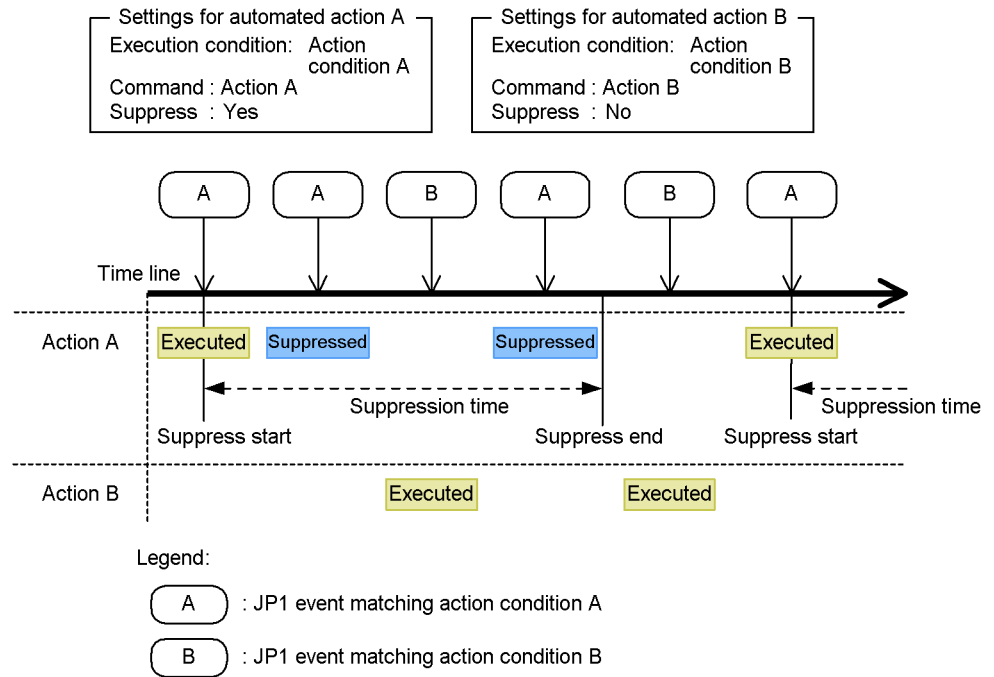 Settings for automated action A
Execution condition: Action
condition A
Command : Action A
Suppress : Yes
Settings for automated action B
Execution condition: Action
condition B
Command : Action B
Suppress : No
A A B A B A
Time line
Action A Executed Suppressed Suppressed Executed
Suppression time Suppression time
Suppress start Suppress end Suppress start
Action B Executed Executed
Legend:
A : JP1 event matching action condition A
B : JP1 event matching action condition B